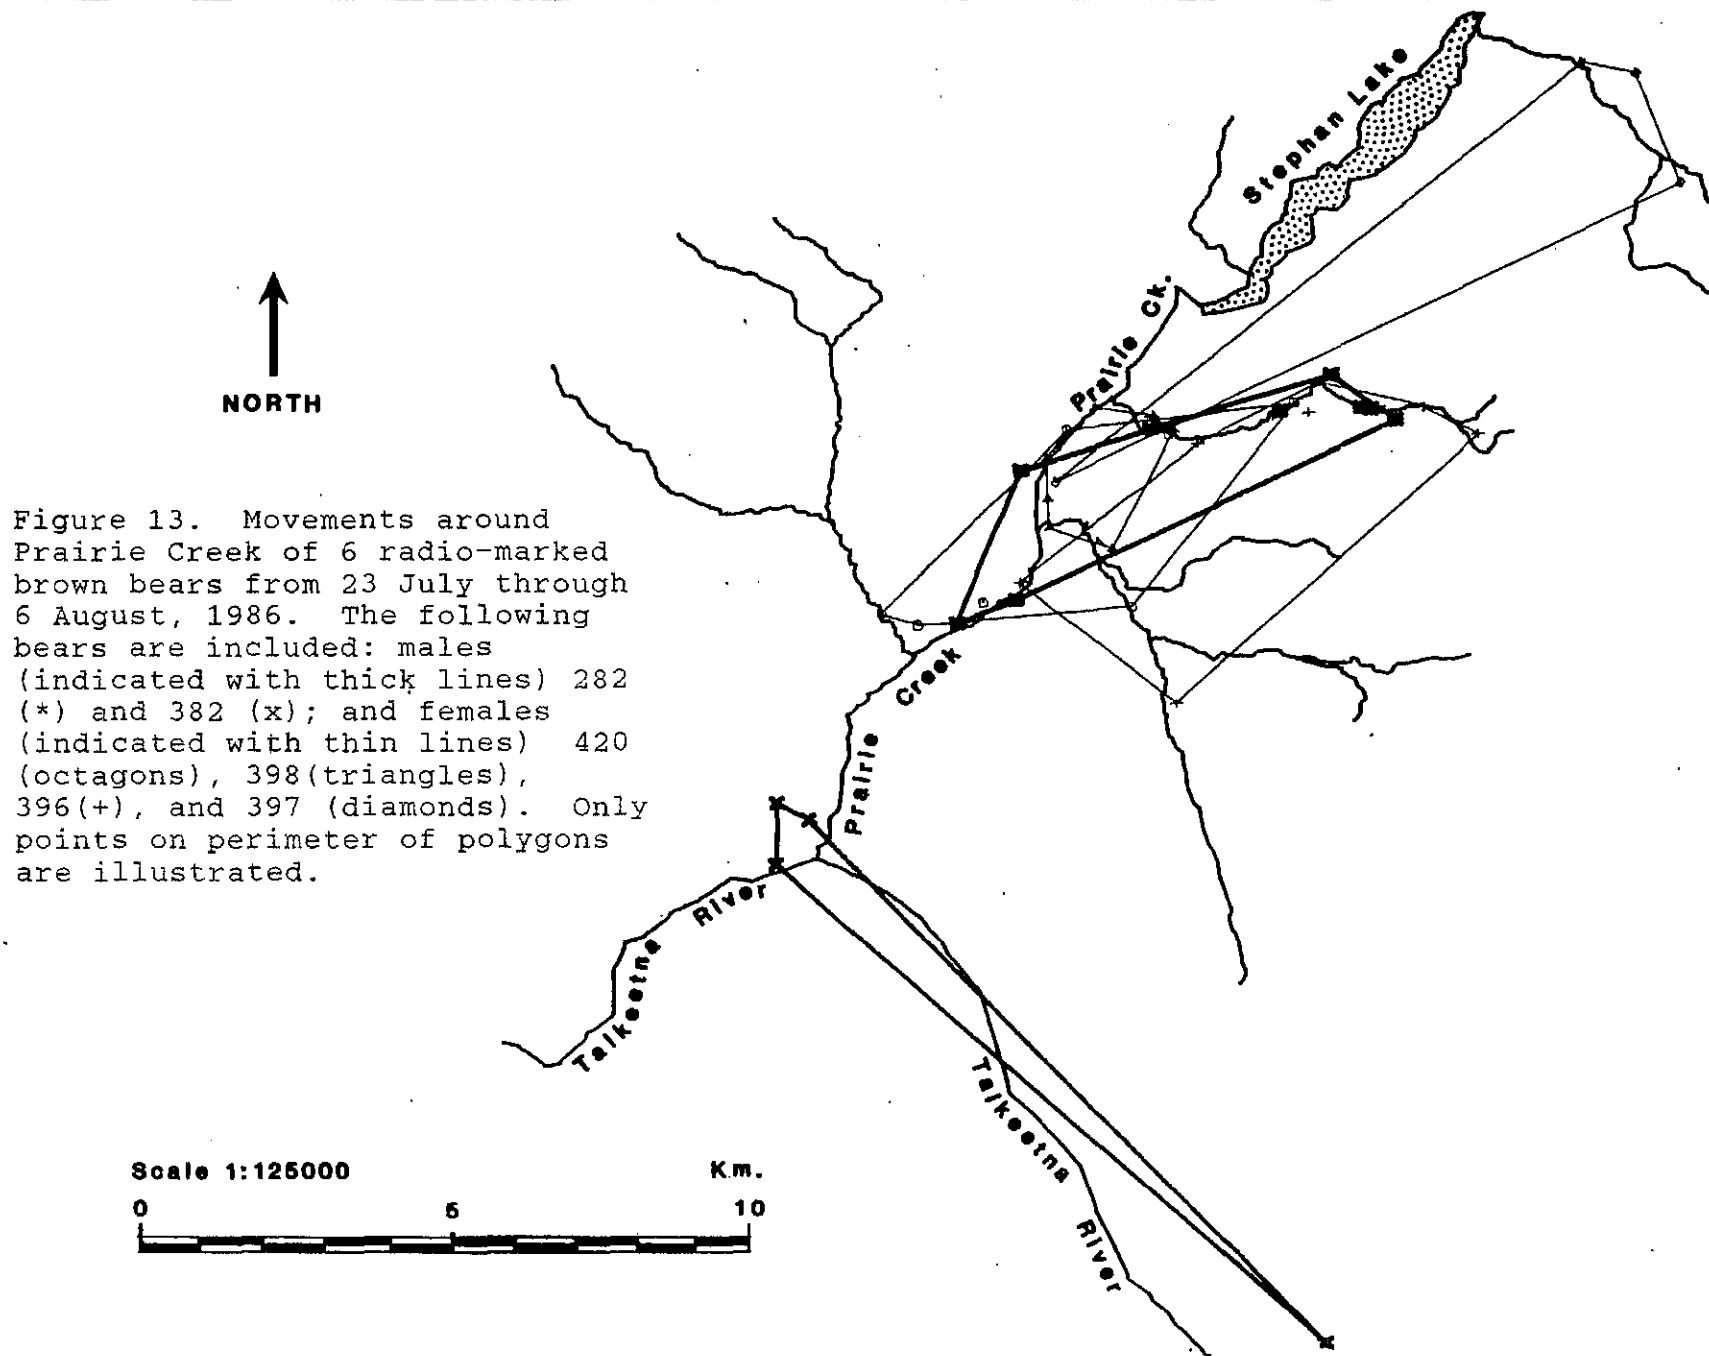 Stephan Lake
Prairie Ck.
NORTH
Figure 13. Movements around
Prairie Creek of 6 radio-marked
brown bears from 23 July through
6 August, 1986. The following
bears are included: males
(indicated with thick lines) 282
(*) and 382 (x); and females
(indicated with thin lines) 420
(octagons), 398(triangles),
396(+), and 397 (diamonds). Only
points on perimeter of polygons
are illustrated.
Prairie Creek
Talkeetna River
Talkeetna River
Scale 1:125000 Km.
0 5 10